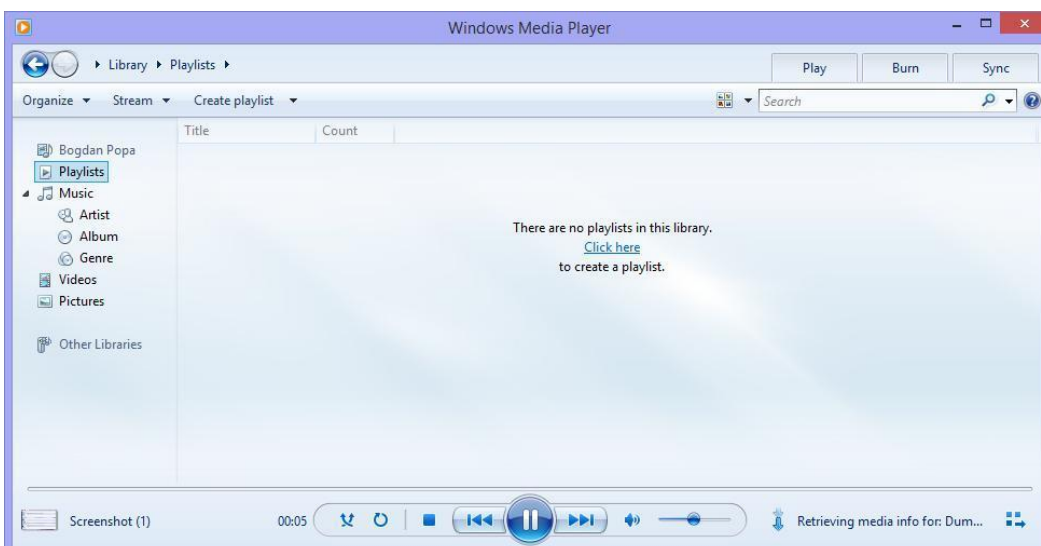 Windows Media Player
Library Playlists
Play Burn Sync
Organize Stream Create playlist Search
Title Count
Bogdan Popa
Playlists
Music
Artist
Album
Genre
Videos
Pictures
Other Libraries
There are no playlists in this library.
Click here
to create a playlist.
Screenshot (1) 00:05 Retrieving media info for: Dum...